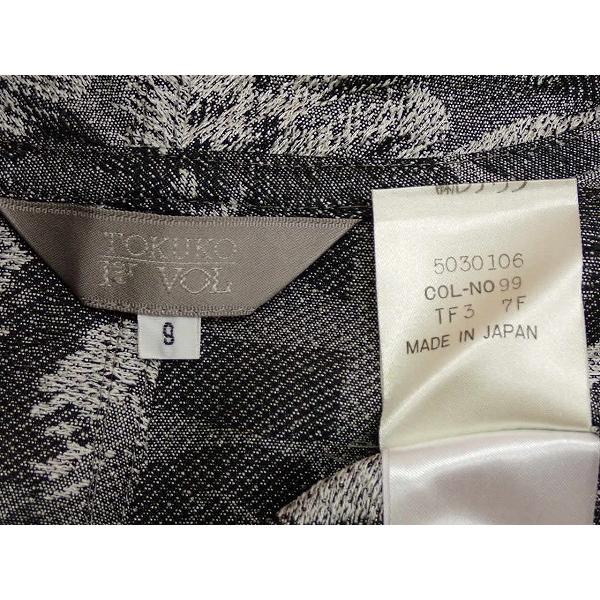 TOKUKO
1er VOL
9
5030106
COL-NO 99
TF3 7F
MADE IN JAPAN